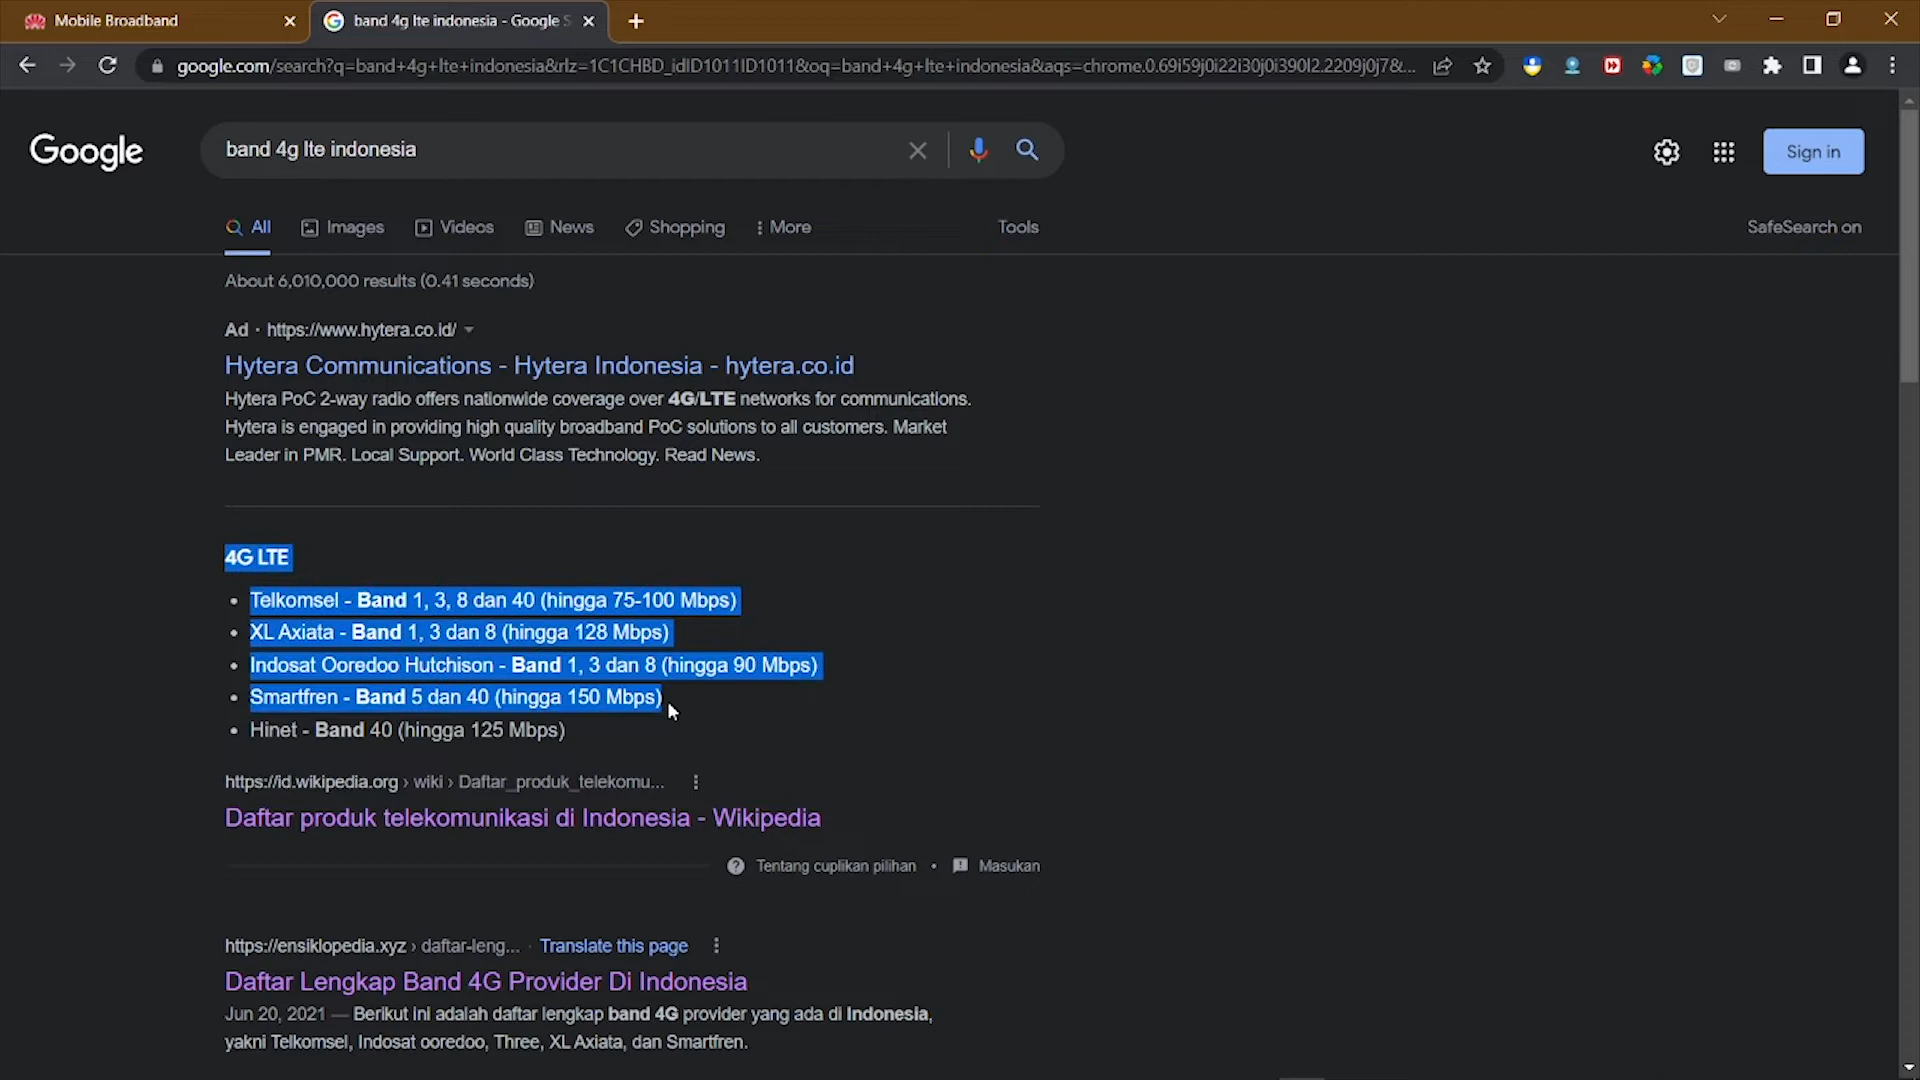 Mobile Broadband
band 4g lte indonesia - Google S
google.com/search?q=band+4g+lte+indonesia&rlz=1C1CHBD_idID1011ID1011&oq=band+4g+lte+indonesia&aqs=chrome.0.69i59j0i22i30j0i390l2.2209j0j7&...
Google
band 4g lte indonesia
Sign in
All
Images
Videos
News
Shopping
More
Tools
SafeSearch on
About 6,010,000 results (0.41 seconds)
Ad · https://www.hytera.co.id/
Hytera Communications - Hytera Indonesia - hytera.co.id
Hytera PoC 2-way radio offers nationwide coverage over 4G/LTE networks for communications.
Hytera is engaged in providing high quality broadband PoC solutions to all customers. Market
Leader in PMR. Local Support. World Class Technology. Read News.
4G LTE
• Telkomsel - Band 1, 3, 8 dan 40 (hingga 75-100 Mbps)
• XL Axiata - Band 1, 3 dan 8 (hingga 128 Mbps)
• Indosat Ooredoo Hutchison - Band 1, 3 dan 8 (hingga 90 Mbps)
• Smartfren - Band 5 dan 40 (hingga 150 Mbps)
• Hinet - Band 40 (hingga 125 Mbps)
https://id.wikipedia.org › wiki › Daftar_produk_telekomu...
Daftar produk telekomunikasi di Indonesia - Wikipedia
Tentang cuplikan pilihan • Masukan
https://ensiklopedia.xyz › daftar-leng... · Translate this page
Daftar Lengkap Band 4G Provider Di Indonesia
Jun 20, 2021 — Berikut ini adalah daftar lengkap band 4G provider yang ada di Indonesia,
yakni Telkomsel, Indosat ooredoo, Three, XL Axiata, dan Smartfren.